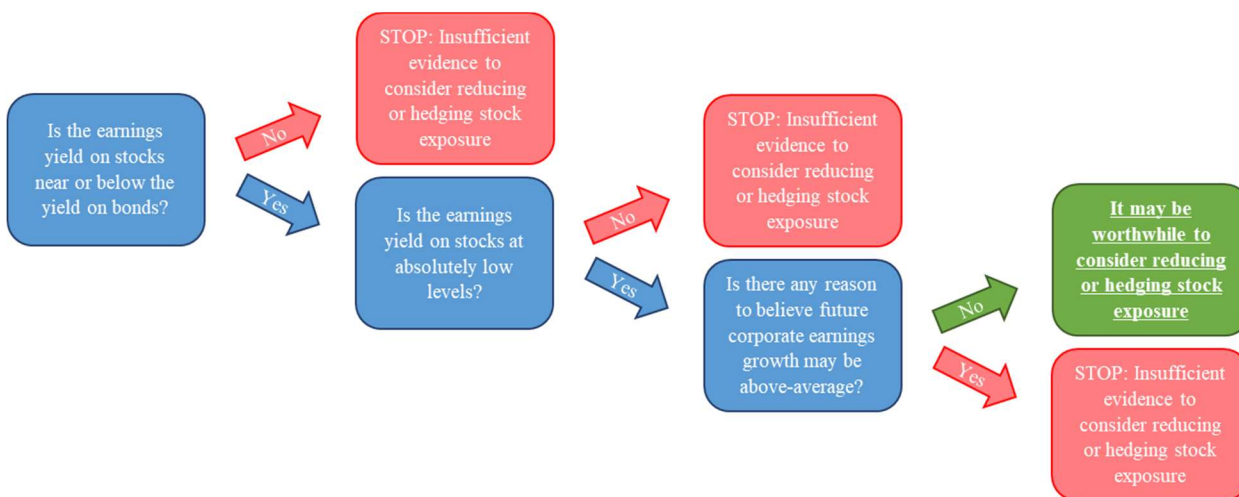 Is the earnings
yield on stocks
near or below the
yield on bonds?
No
Yes
STOP: Insufficient
evidence to
consider reducing
or hedging stock
exposure
Is the earnings
yield on stocks at
absolutely low
levels?
No
Yes
STOP: Insufficient
evidence to
consider reducing
or hedging stock
exposure
Is there any reason
to believe future
corporate earnings
growth may be
above-average?
No
Yes
It may be
worthwhile to
consider reducing
or hedging stock
exposure
STOP: Insufficient
evidence to
consider reducing
or hedging stock
exposure